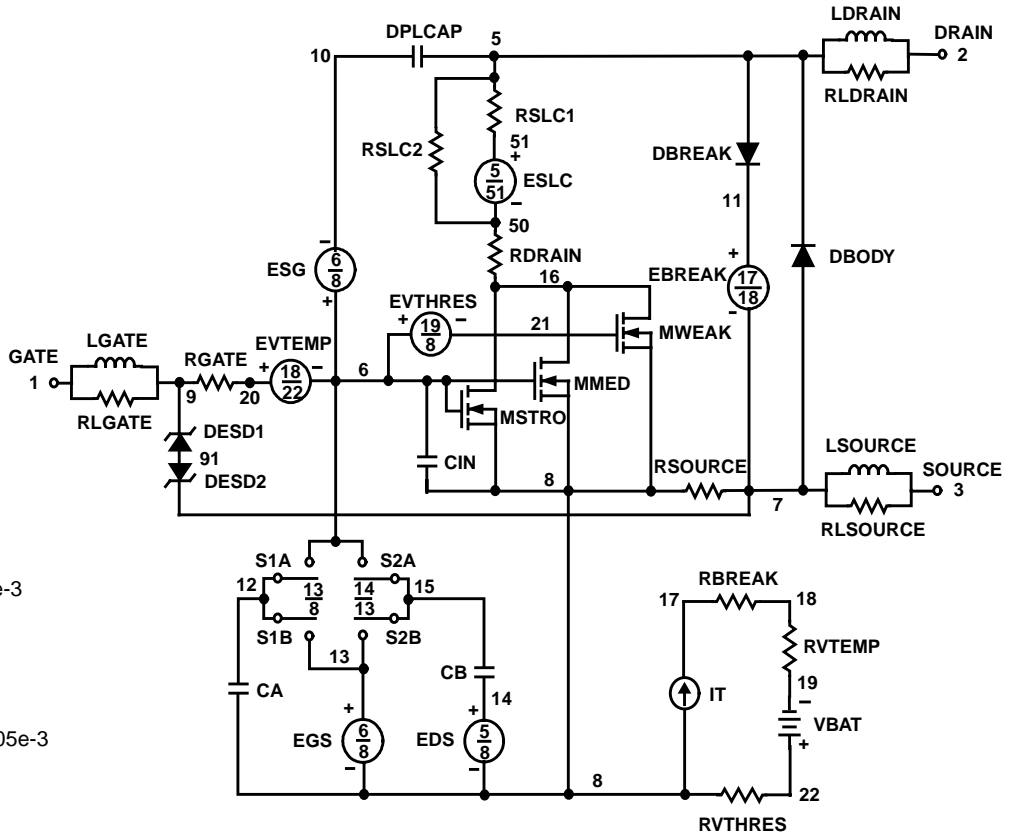 LDRAIN
DPLCAP
5
DRAIN
10
2
RLDRAIN
RSLC1
51
+
RSLC2
DBREAK
5
51
ESLC
−
11
50
−
RDRAIN
+
DBODY
ESG
6
8
EBREAK
17
18
16
+
EVTHRES
−
+
19
8
−
21
MWEAK
LGATE
GATE
EVTEMP
RGATE
+
18
22
−
6
MMED
1
9
20
RLGATE
MSTRO
DESD1
LSOURCE
91
CIN
DESD2
RSOURCE
SOURCE
8
7
3
RLSOURCE
S1A
S2A
e-3
12
13
8
14
13
15
RBREAK
17
18
S1B
S2B
RVTEMP
13
CB
CA
14
IT
19
−
+
+
VBAT
05e-3
EGS
6
8
EDS
5
8
+
−
−
8
22
RVTHRES